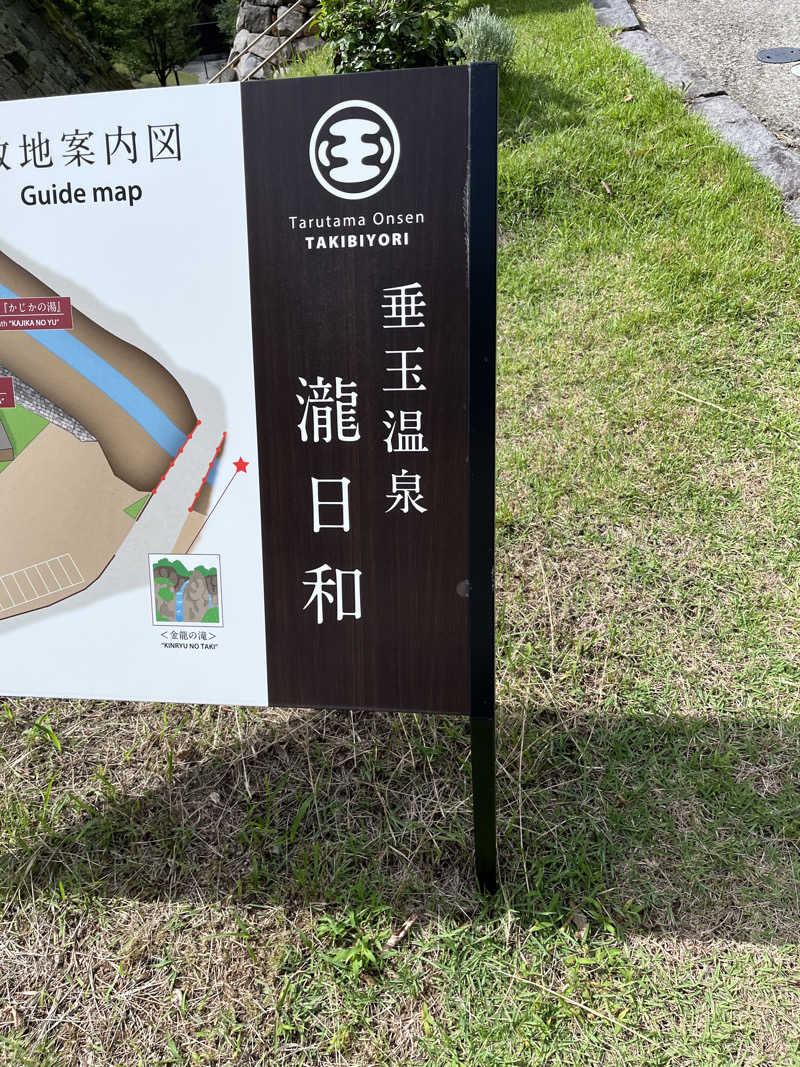 地案内図
Guide map
『かじかの湯』
"KAJIKA NO YU"
＜金龍の滝＞
"KINRYU NO TAKI"
Tarutama Onsen
TAKIBIYORI
垂玉温泉
瀧日和